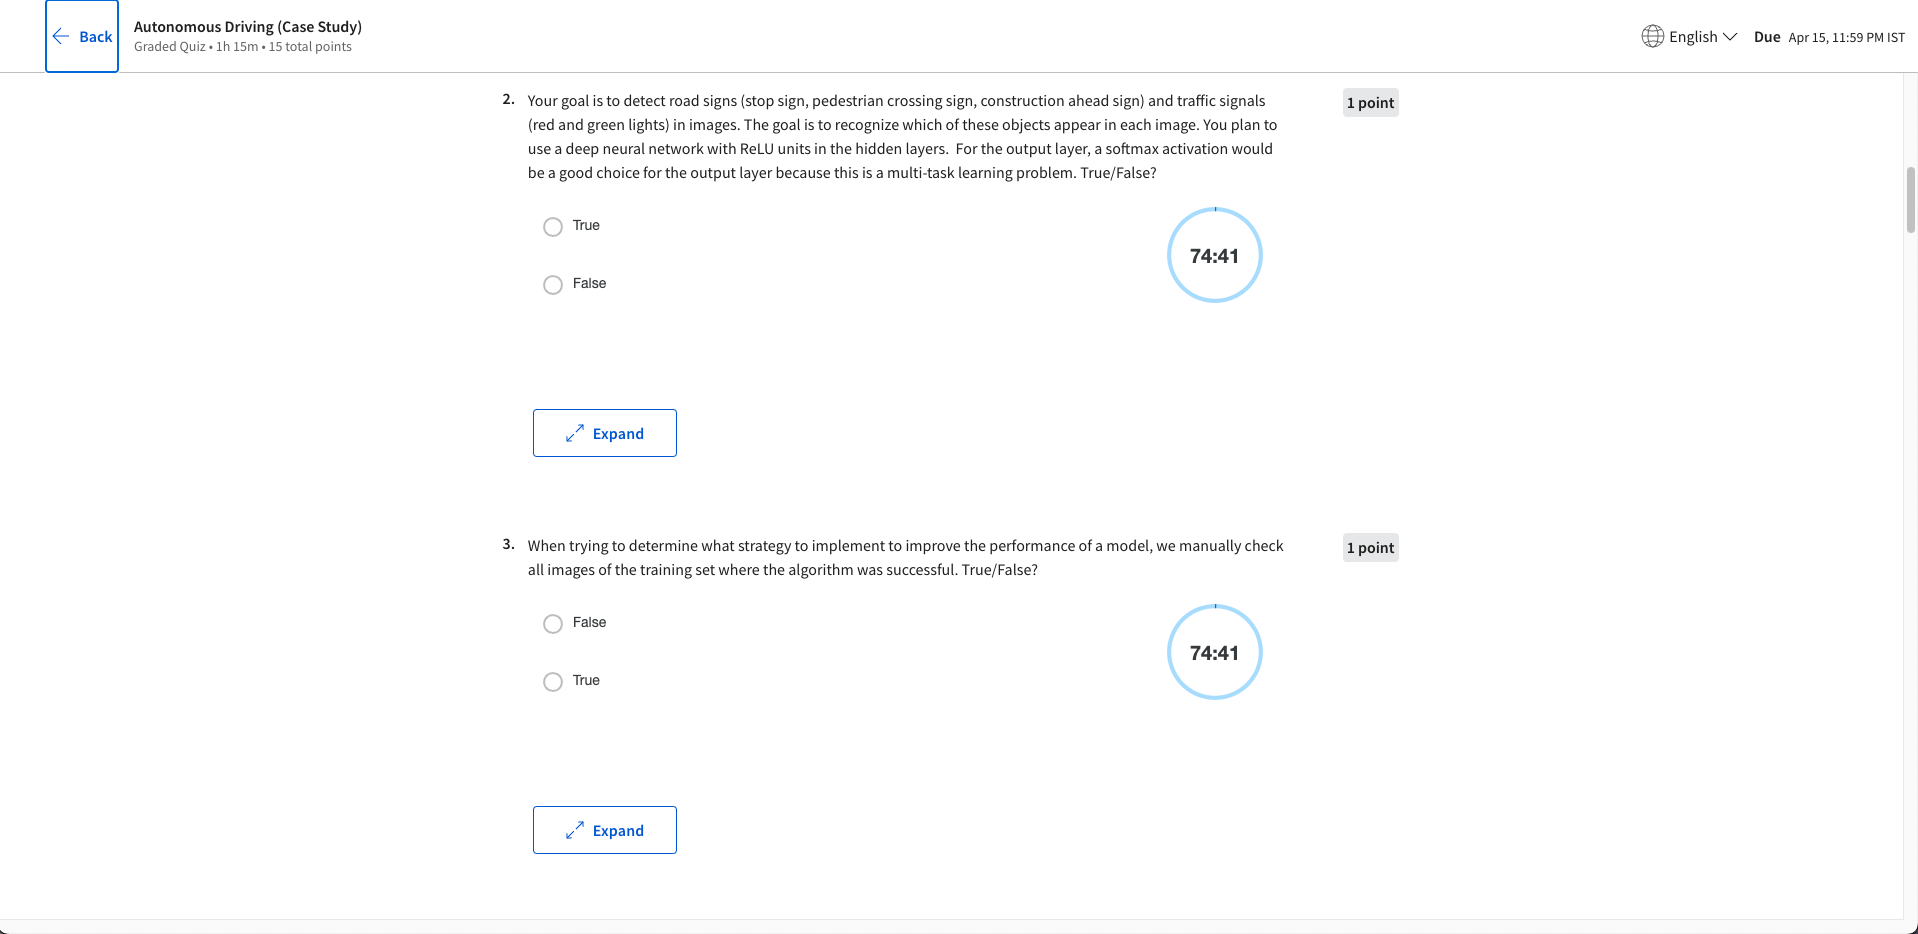 Back
Autonomous Driving (Case Study)
Graded Quiz • 1h 15m • 15 total points
English
Due Apr 15, 11:59 PM IST
2. Your goal is to detect road signs (stop sign, pedestrian crossing sign, construction ahead sign) and traffic signals
(red and green lights) in images. The goal is to recognize which of these objects appear in each image. You plan to
use a deep neural network with ReLU units in the hidden layers.  For the output layer, a softmax activation would
be a good choice for the output layer because this is a multi-task learning problem. True/False?
1 point
True
False
74:41
Expand
3. When trying to determine what strategy to implement to improve the performance of a model, we manually check
all images of the training set where the algorithm was successful. True/False?
1 point
False
True
74:41
Expand